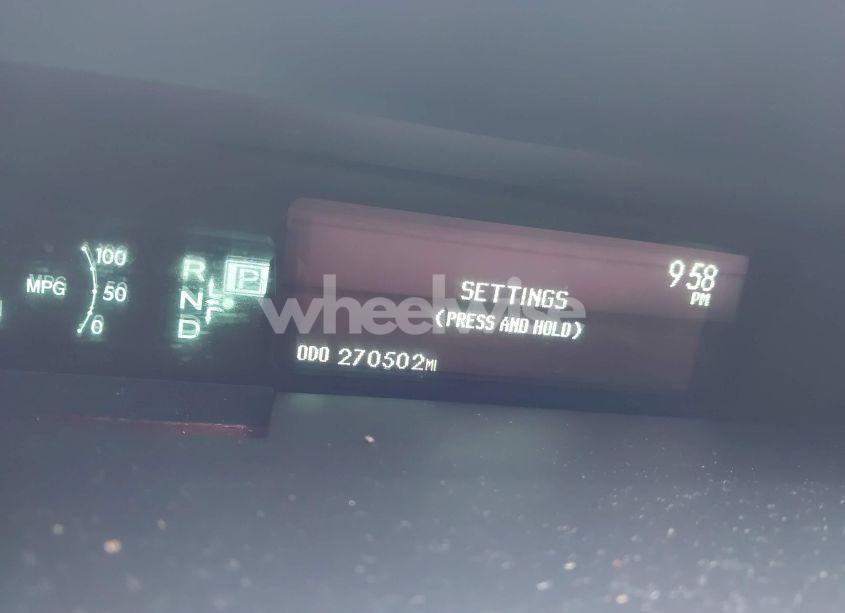 MPG
100
50
0
R
N
D
P
F
wheelwise
9:58
PM
SETTINGS
(PRESS AND HOLD)
ODO 270502MI